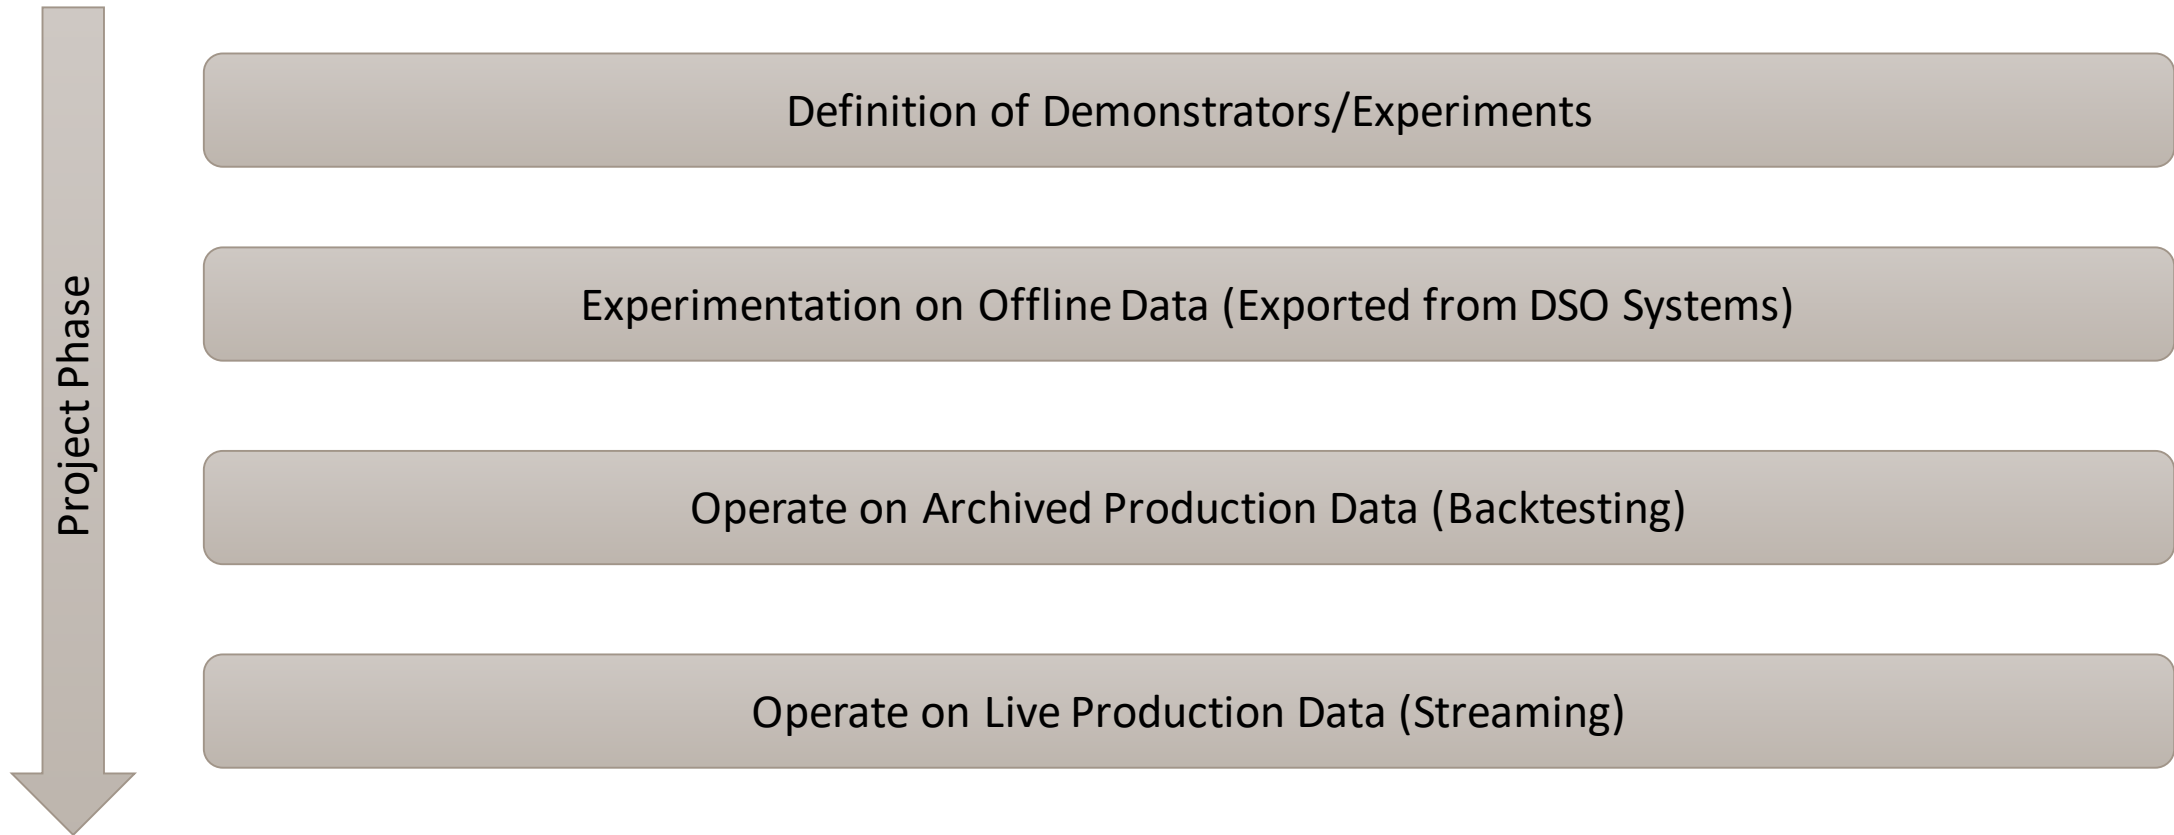 Project Phase
Definition of Demonstrators/Experiments
Experimentation on Offline Data (Exported from DSO Systems)
Operate on Archived Production Data (Backtesting)
Operate on Live Production Data (Streaming)